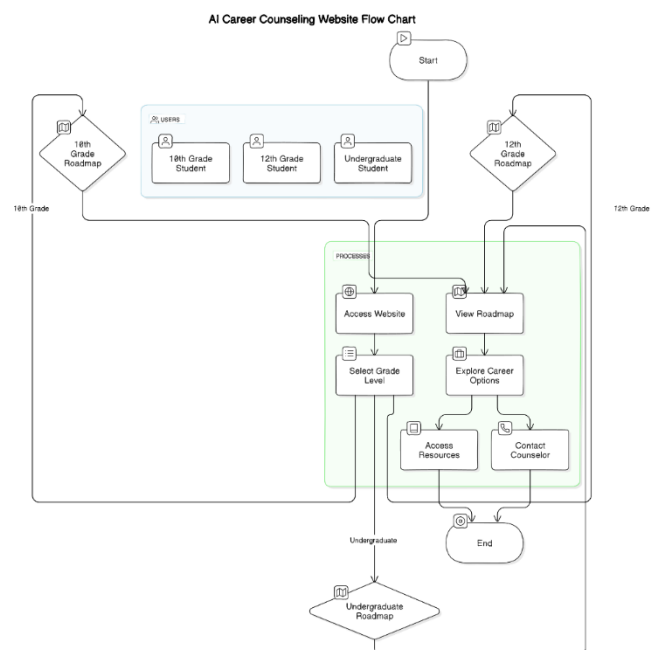 AI Career Counseling Website Flow Chart
Start
USERS
10th Grade
Student
12th Grade
Student
Undergraduate
Student
10th
Grade
Roadmap
12th
Grade
Roadmap
10th Grade
12th Grade
PROCESSES
Access Website
View Roadmap
Select Grade
Level
Explore Career
Options
Access
Resources
Contact
Counselor
End
Undergraduate
Undergraduate
Roadmap